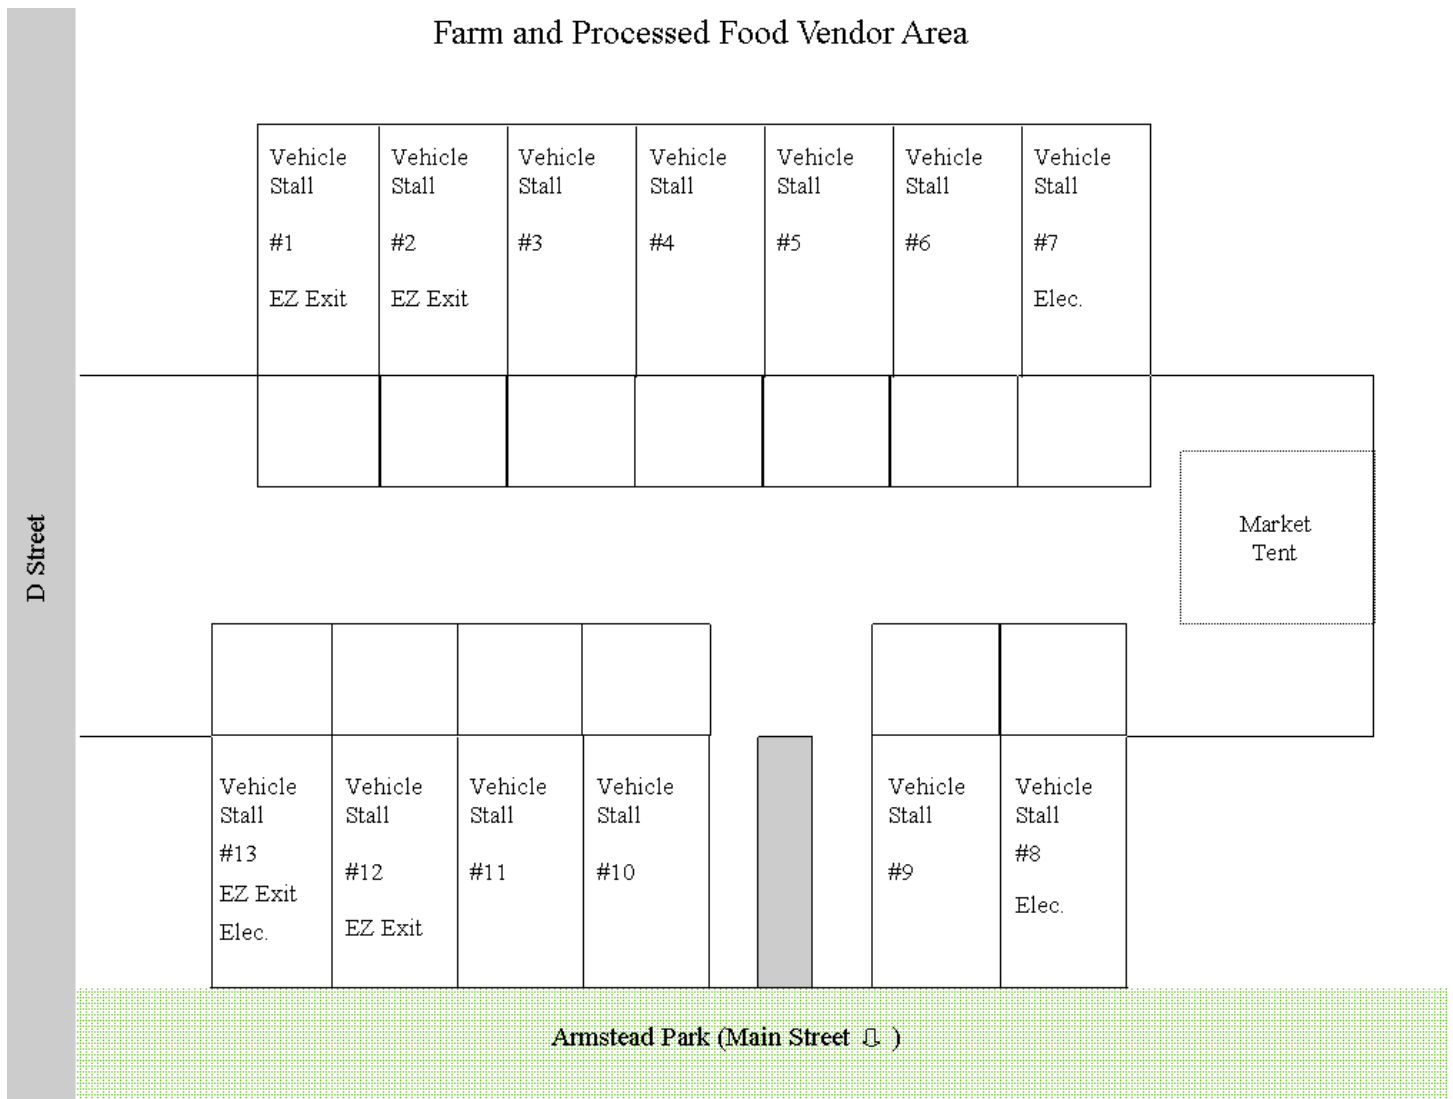 Farm and Processed Food Vendor Area
Vehicle
Stall
#1
EZ Exit
Vehicle
Stall
#2
EZ Exit
Vehicle
Stall
#3
Vehicle
Stall
#4
Vehicle
Stall
#5
Vehicle
Stall
#6
Vehicle
Stall
#7
Elec.
D Street
Market
Tent
Vehicle
Stall
#13
EZ Exit
Elec.
Vehicle
Stall
#12
EZ Exit
Vehicle
Stall
#11
Vehicle
Stall
#10
Vehicle
Stall
#9
Vehicle
Stall
#8
Elec.
Armstead Park (Main Street ⇩ )